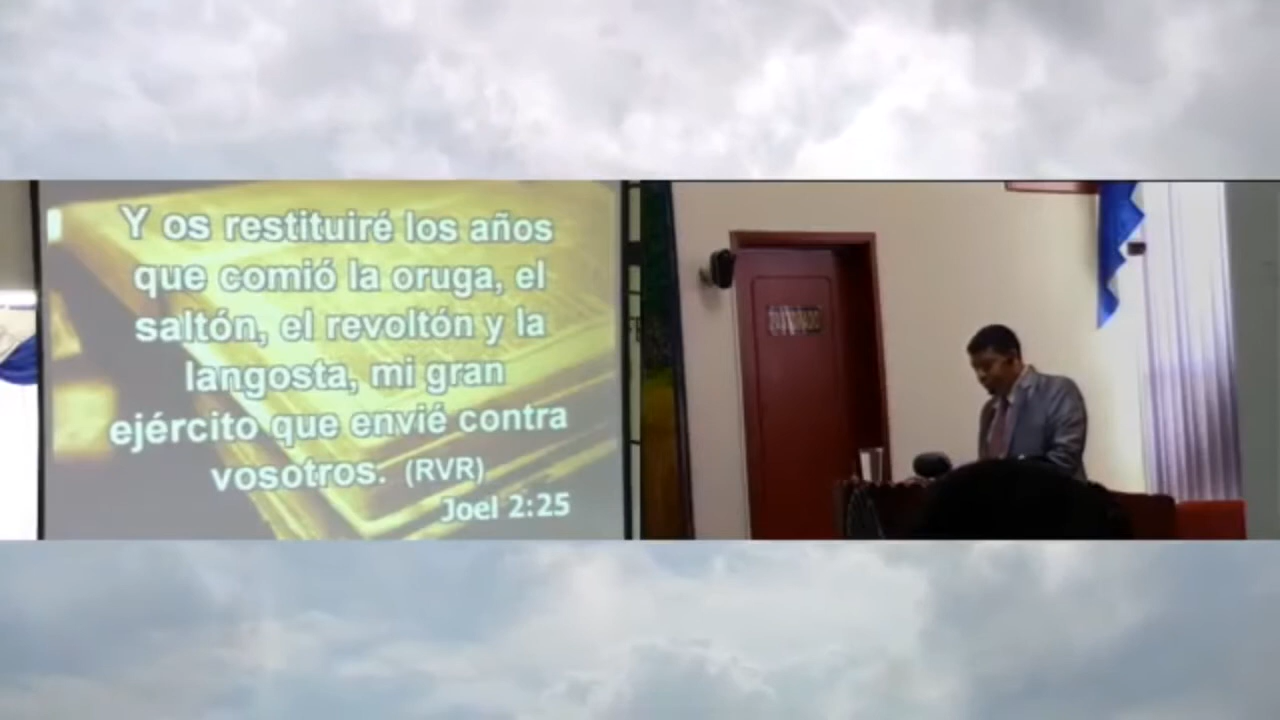 Y os restituiré los años
que comió la oruga, el
saltón, el revoltón y la
langosta, mi gran
ejército que envié contra
vosotros. (RVR)
Joel 2:25